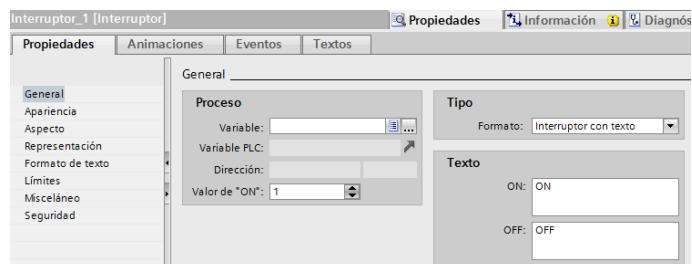 Interruptor_1 [Interruptor]
Propiedades
Información
Diagnós
Propiedades
Animaciones
Eventos
Textos
General
General
Apariencia
Aspecto
Representación
Formato de texto
Límites
Misceláneo
Seguridad
Proceso
Variable:
...
Variable PLC:
Dirección:
Valor de "ON": 1
Tipo
Formato: Interruptor con texto
Texto
ON: ON
OFF: OFF